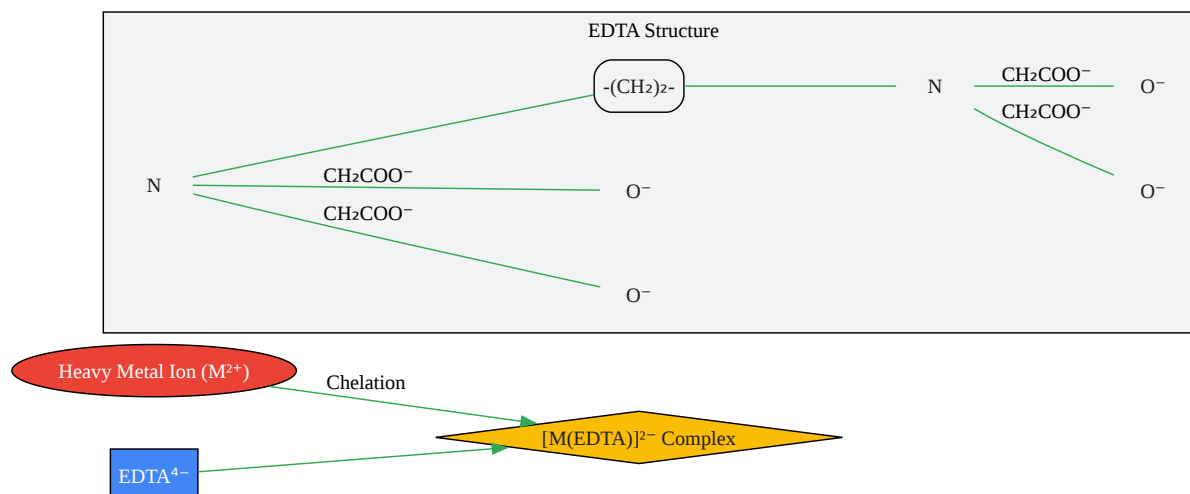 EDTA Structure
-(CH₂)₂-
N
CH₂COO⁻
O⁻
CH₂COO⁻
O⁻
N
CH₂COO⁻
O⁻
CH₂COO⁻
O⁻
Heavy Metal Ion (M²⁺)
Chelation
[M(EDTA)]²⁻ Complex
EDTA⁴⁻